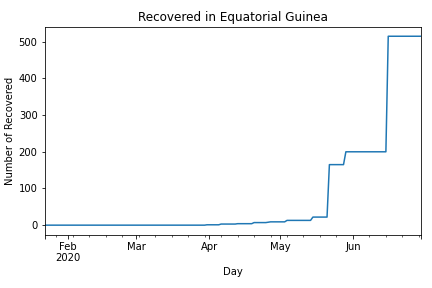 Recovered in Equatorial Guinea
Number of Recovered
500
400
300
200
100
0
Feb
2020
Mar
Apr
May
Jun
Day